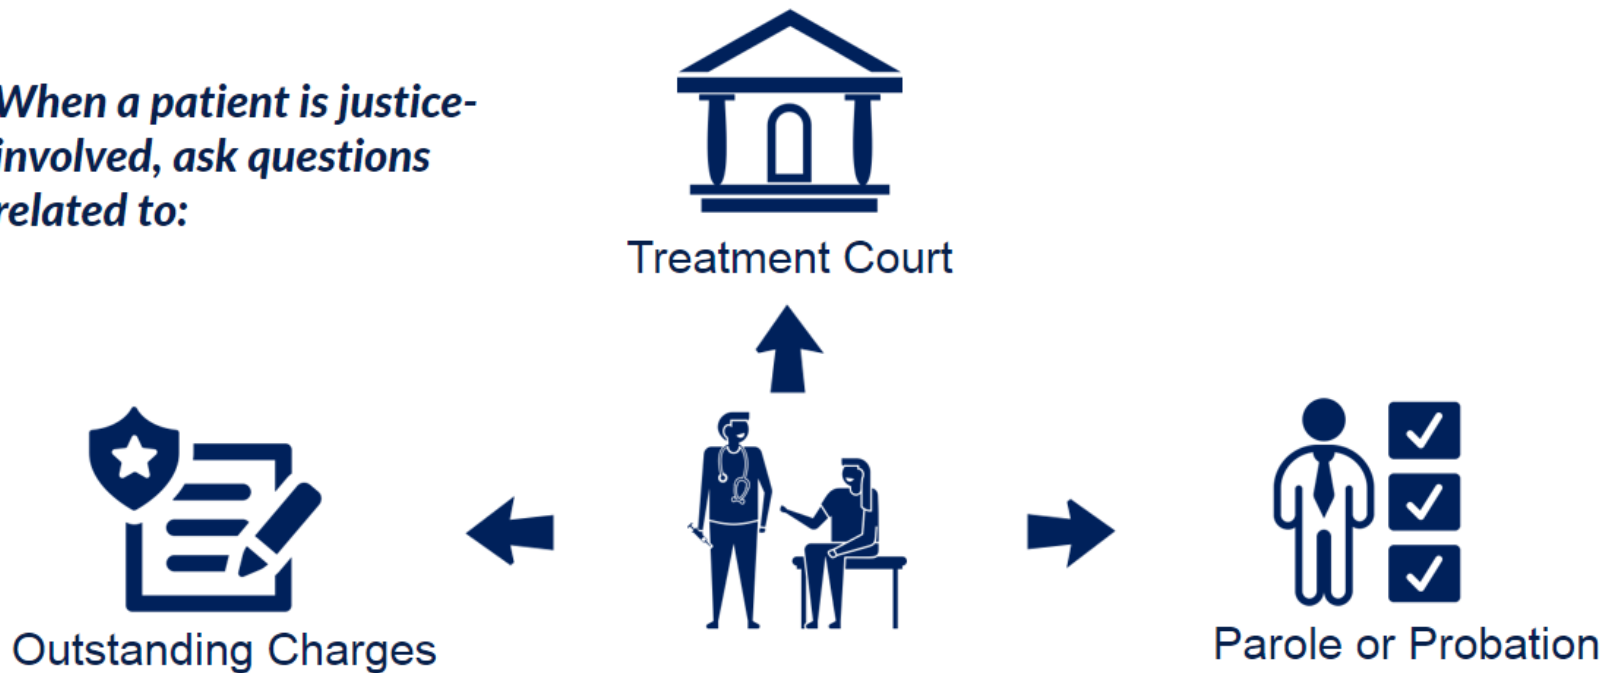 When a patient is justice-
involved, ask questions
related to:
Treatment Court
Outstanding Charges
Parole or Probation